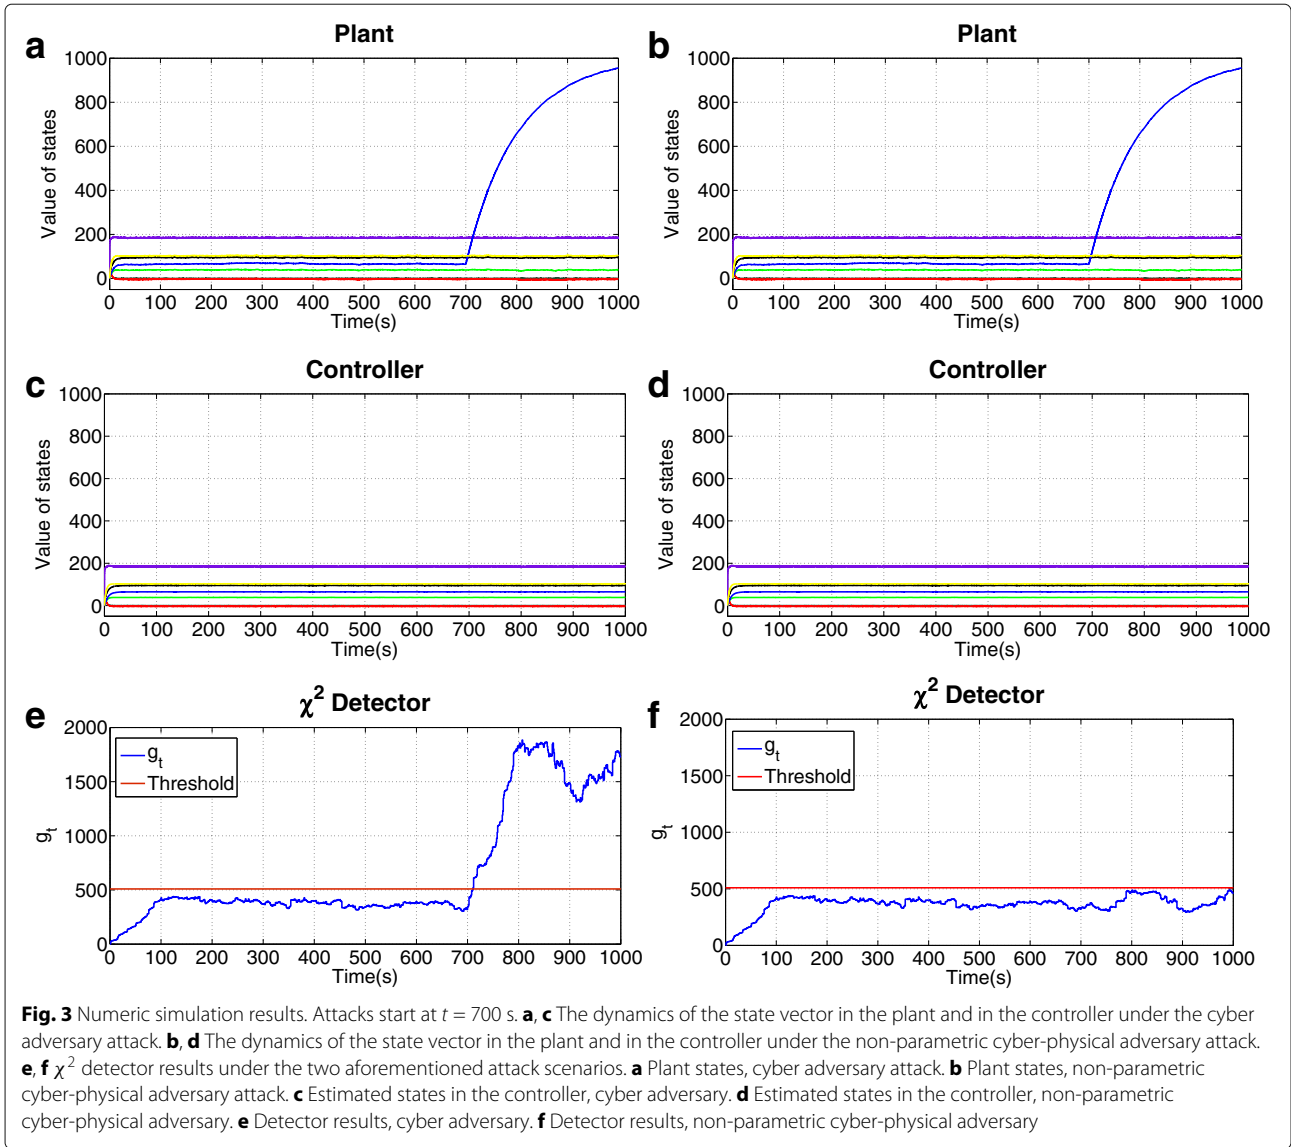 a
Plant
1000
800
600
400
200
0
Value of states
0 100 200 300 400 500 600 700 800 900 1000
Time(s)
b
Plant
1000
800
600
400
200
0
Value of states
0 100 200 300 400 500 600 700 800 900 1000
Time(s)
c
Controller
1000
800
600
400
200
0
Value of states
0 100 200 300 400 500 600 700 800 900 1000
Time(s)
d
Controller
1000
800
600
400
200
0
Value of states
0 100 200 300 400 500 600 700 800 900 1000
Time(s)
e
χ² Detector
2000
1500
1000
500
0
g_t
g_t
Threshold
0 100 200 300 400 500 600 700 800 900 1000
Time(s)
f
χ² Detector
2000
1500
1000
500
0
g_t
g_t
Threshold
0 100 200 300 400 500 600 700 800 900 1000
Time(s)
Fig. 3 Numeric simulation results. Attacks start at t = 700 s. a, c The dynamics of the state vector in the plant and in the controller under the cyber
adversary attack. b, d The dynamics of the state vector in the plant and in the controller under the non-parametric cyber-physical adversary attack.
e, f χ² detector results under the two aforementioned attack scenarios. a Plant states, cyber adversary attack. b Plant states, non-parametric
cyber-physical adversary attack. c Estimated states in the controller, cyber adversary. d Estimated states in the controller, non-parametric
cyber-physical adversary. e Detector results, cyber adversary. f Detector results, non-parametric cyber-physical adversary